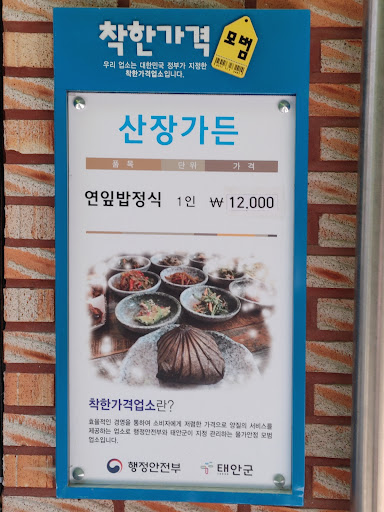 착한가격 모범
우리 업소는 대한민국 정부가 지정한
착한가격업소입니다.
산장가든
품목 단위 가격
연잎밥정식 1인 ₩ 12,000
착한가격업소란?
효율적인 경영을 통하여 소비자에게 저렴한 가격으로 양질의 서비스를
제공하는 업소로 행정안전부와 태안군이 지정 관리하는 물가안정 모범
업소입니다.
행정안전부 태안군